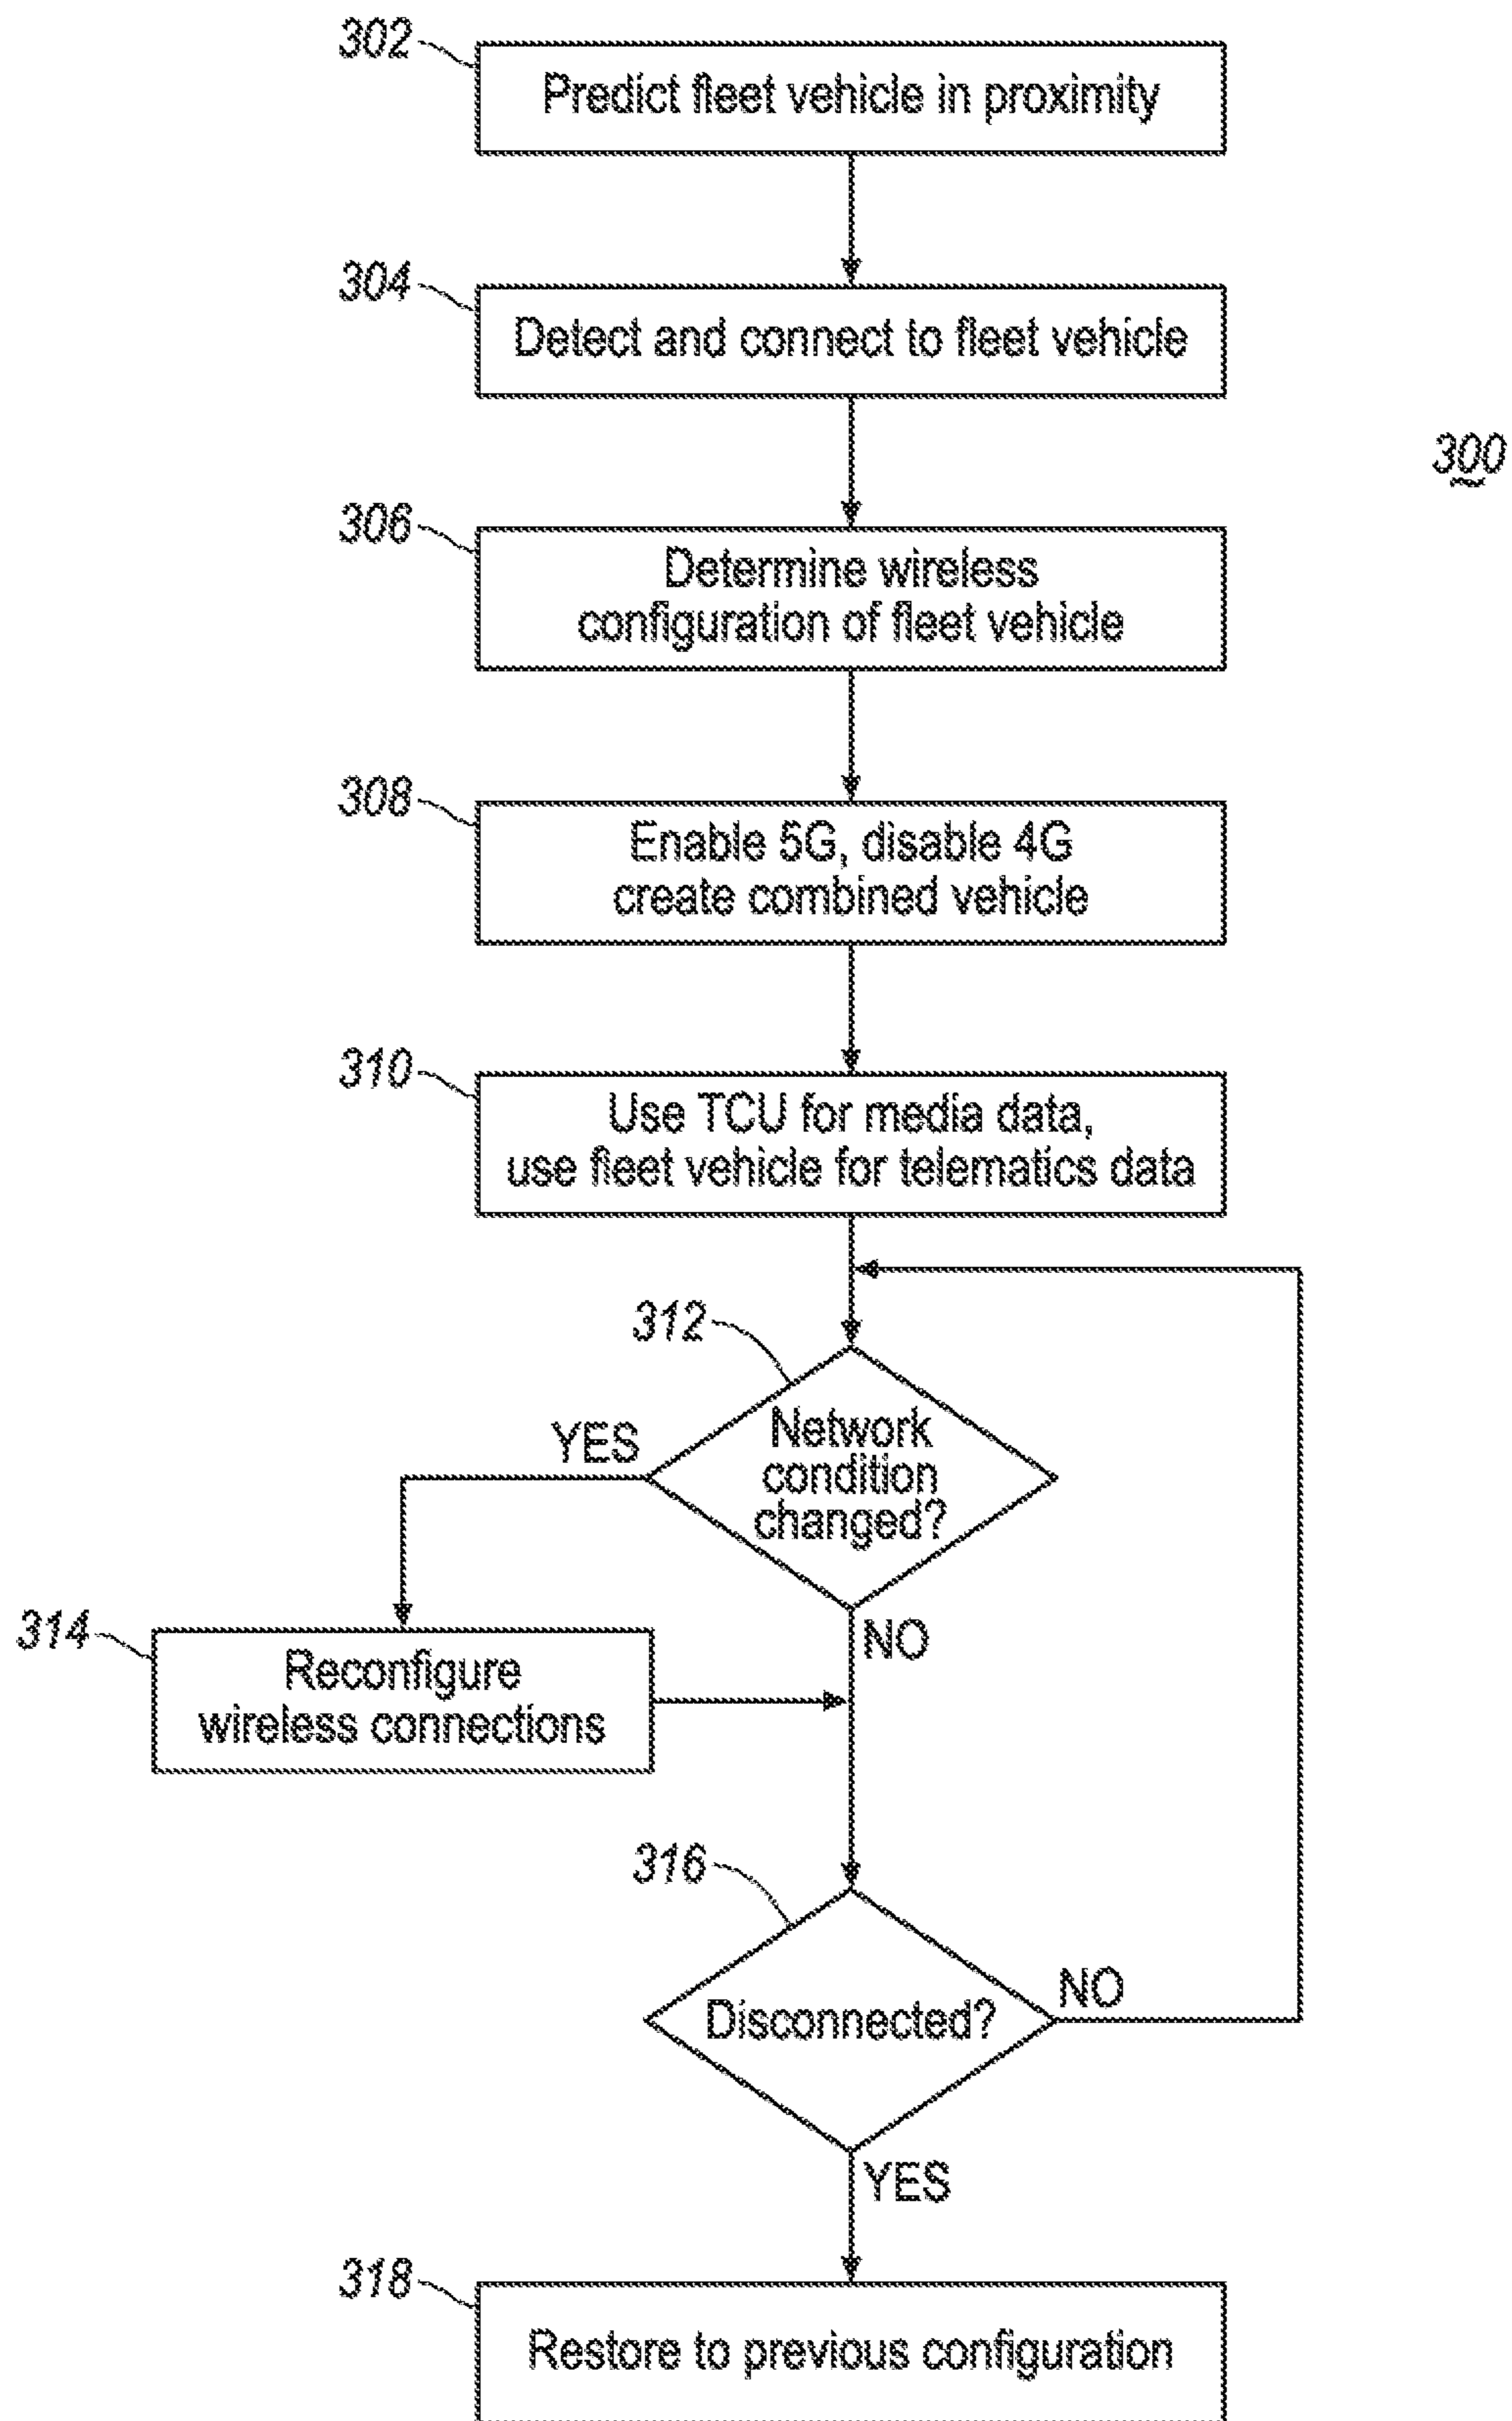 302
Predict fleet vehicle in proximity
304
Detect and connect to fleet vehicle
300
306
Determine wireless
configuration of fleet vehicle
308
Enable 5G, disable 4G
create combined vehicle
310
Use TCU for media data,
use fleet vehicle for telematics data
312
YES
Network
condition
changed?
NO
314
Reconfigure
wireless connections
316
Disconnected?
NO
YES
318
Restore to previous configuration